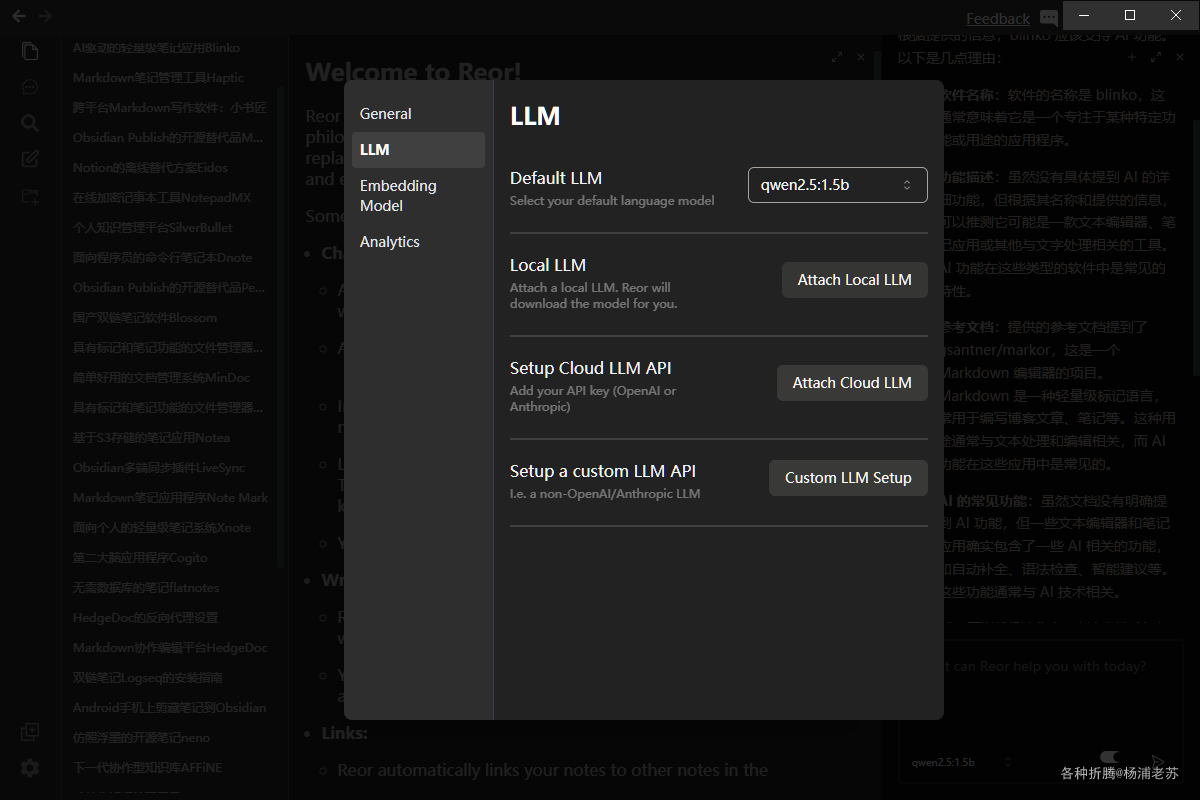 Feedback
AI驱动的轻量级笔记应用Blinko
Markdown笔记管理工具Haptic
跨平台Markdown写作软件：小书匠
Obsidian Publish的开源替代品M...
Notion的离线替代方案Eidos
在线加密记事本工具NotepadMX
个人知识管理平台SilverBullet
面向程序员的命令行笔记本Dnote
Obsidian Publish的开源替代品Pe...
国产双链笔记软件Blossom
具有标记和笔记功能的文件管理器...
简单好用的文档管理系统MinDoc
具有标记和笔记功能的文件管理器...
基于S3存储的笔记应用Notea
Obsidian多端同步插件LiveSync
Markdown笔记应用程序Note Mark
面向个人的轻量级笔记系统Xnote
第二大脑应用程序Cogito
无需数据库的笔记flatnotes
HedgeDoc的反向代理设置
Markdown协作编辑平台HedgeDoc
双链笔记Logseq的安装指南
Android手机上剪藏笔记到Obsidian
仿照浮墨的开源笔记neno
下一代协作型知识库AFFiNE
Welcome to Reor!
Reor
philo
repla
and e
Some
Links:
Reor automatically links your notes to other notes in the
General
LLM
Embedding
Model
Analytics
LLM
Default LLM
Select your default language model
qwen2.5:1.5b
Local LLM
Attach a local LLM. Reor will
download the model for you.
Attach Local LLM
Setup Cloud LLM API
Add your API key (OpenAI or
Anthropic)
Attach Cloud LLM
Setup a custom LLM API
I.e. a non-OpenAI/Anthropic LLM
Custom LLM Setup
根据提供的信息，blinko 应该支持 AI 功能。
以下是几点理由：
软件名称：软件的名称是 blinko，这
通常意味着它是一个专注于某种特定功
能或用途的应用程序。
功能描述：虽然没有具体提到 AI 的详
细功能，但根据其名称和提供的信息，
可以推测它可能是一款文本编辑器、笔
记应用或其他与文字处理相关的工具。
AI 功能在这些类型的软件中是常见的
特性。
参考文档：提供的参考文档提到了
gsantner/markor，这是一个
Markdown 编辑器的项目。
Markdown 是一种轻量级标记语言，
常用于编写博客文章、笔记等。这种用
途通常与文本处理和编辑相关，而 AI
功能在这些应用中是常见的。
AI 的常见功能：虽然文档没有明确提
到 AI 功能，但一些文本编辑器和笔记
应用确实包含了一些 AI 相关的功能，
如自动补全、语法检查、智能建议等。
这些功能通常与 AI 技术相关。
t can Reor help you with today?
qwen2.5:1.5b
各种折腾@杨浦老苏